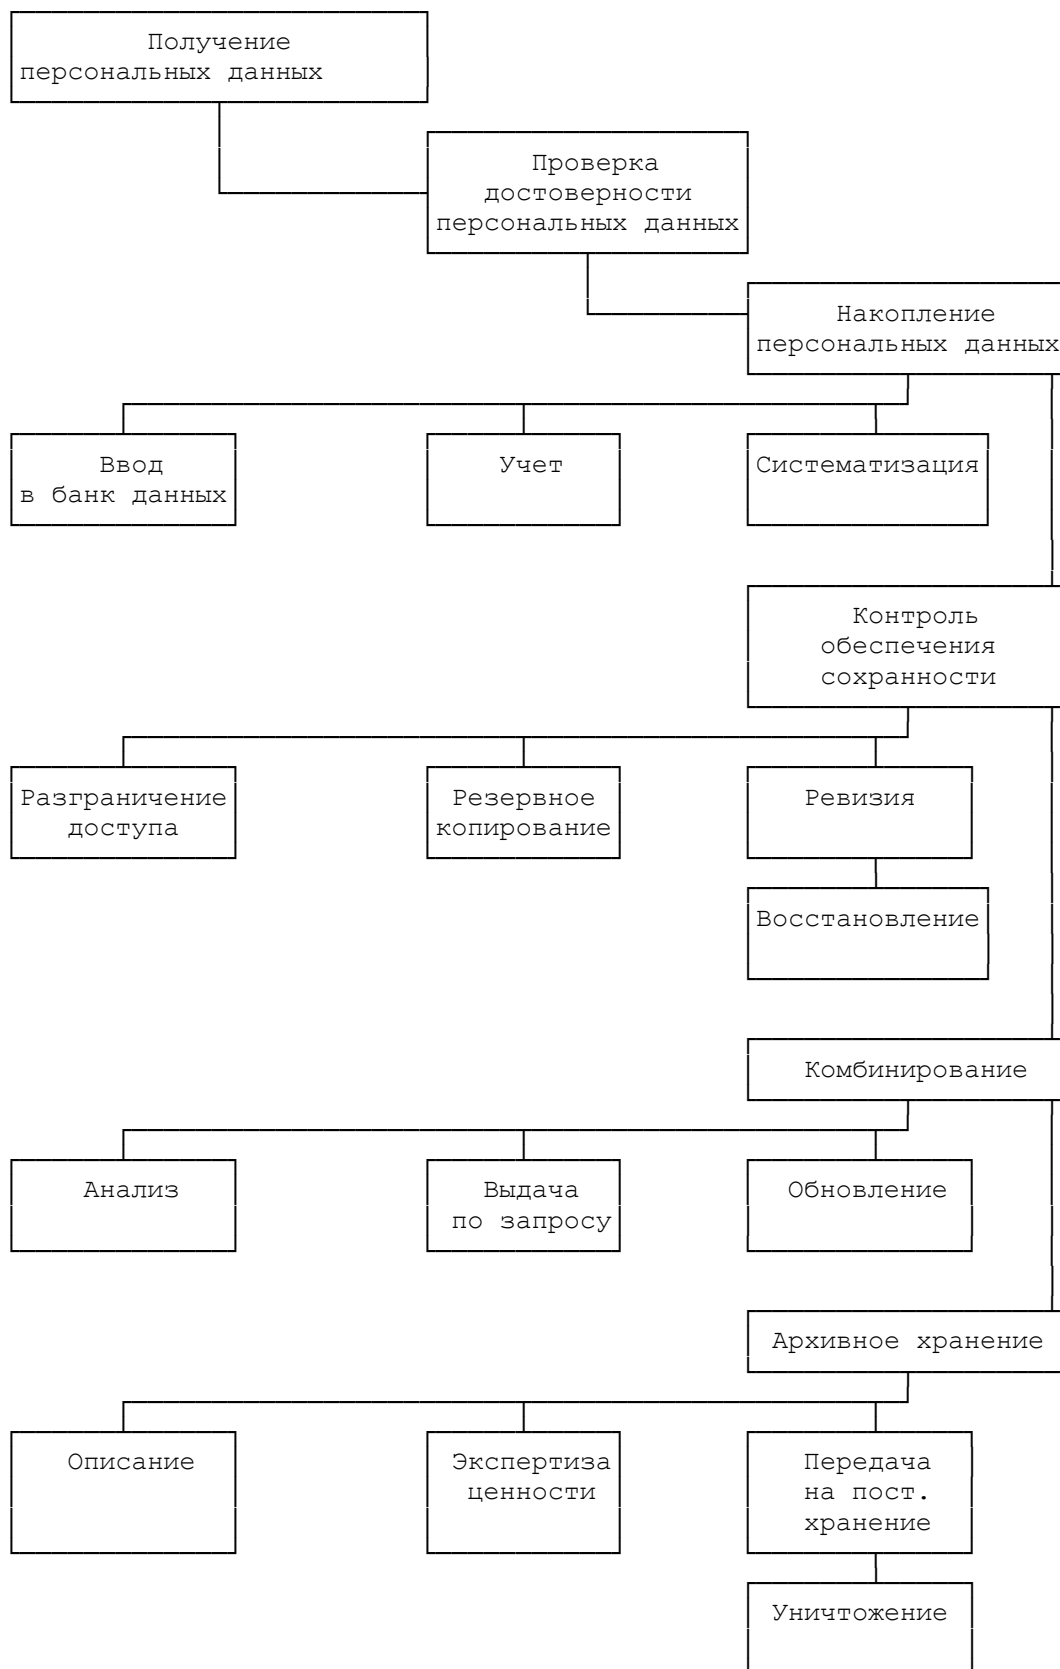 Получение
персональных данных
Проверка
достоверности
персональных данных
Накопление
персональных данных
Ввод
в банк данных
Учет
Систематизация
Контроль
обеспечения
сохранности
Разграничение
доступа
Резервное
копирование
Ревизия
Восстановление
Комбинирование
Анализ
Выдача
по запросу
Обновление
Архивное хранение
Описание
Экспертиза
ценности
Передача
на пост.
хранение
Уничтожение